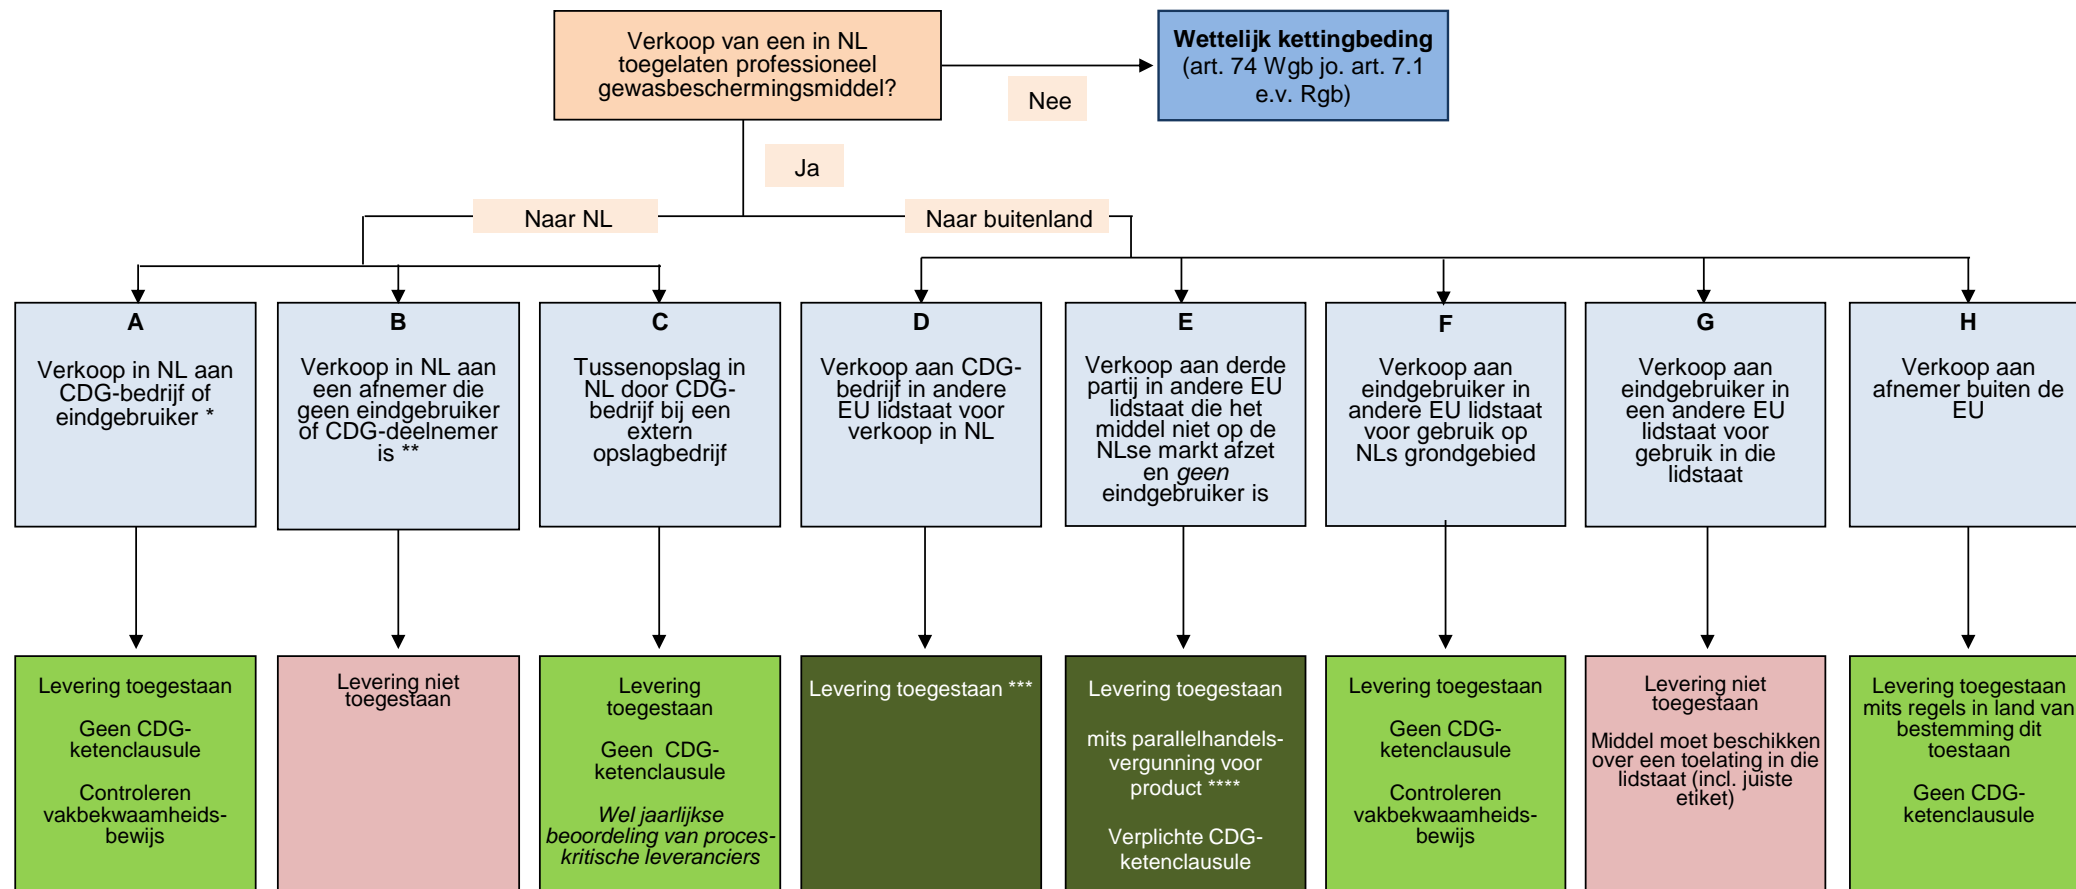 Verkoop van een in NL
toegelaten professioneel
gewasbeschermingsmiddel?
Wettelijk kettingbeding
(art. 74 Wgb jo. art. 7.1
e.v. Rgb)
Nee
Ja
Naar NL
Naar buitenland
A
Verkoop in NL aan
CDG-bedrijf of
eindgebruiker *
B
Verkoop in NL aan
een afnemer die
geen eindgebruiker
of CDG-deelnemer
is **
C
Tussenopslag in
NL door CDG-
bedrijf bij een
extern
opslagbedrijf
D
Verkoop aan CDG-
bedrijf in andere
EU lidstaat voor
verkoop in NL
E
Verkoop aan derde
partij in andere EU
lidstaat die het
middel niet op de
NLse markt afzet
en geen
eindgebruiker is
F
Verkoop aan
eindgebruiker in
andere EU lidstaat
voor gebruik op
NLs grondgebied
G
Verkoop aan
eindgebruiker in
een andere EU
lidstaat voor
gebruik in die
lidstaat
H
Verkoop aan
afnemer buiten de
EU
Levering toegestaan
Geen CDG-
ketenclausule
Controleren
vakbekwaamheids-
bewijs
Levering niet
toegestaan
Levering
toegestaan
Geen CDG-
ketenclausule
Wel jaarlijkse
beoordeling van proces-
kritische leveranciers
Levering toegestaan ***
Levering toegestaan
mits parallelhandels-
vergunning voor
product ****
Verplichte CDG-
ketenclausule
Levering toegestaan
Geen CDG-
ketenclausule
Controleren
vakbekwaamheids-
bewijs
Levering niet
toegestaan
Middel moet beschikken
over een toelating in die
lidstaat (incl. juiste
etiket)
Levering toegestaan
mits regels in land van
bestemming dit
toestaan
Geen CDG-
ketenclausule